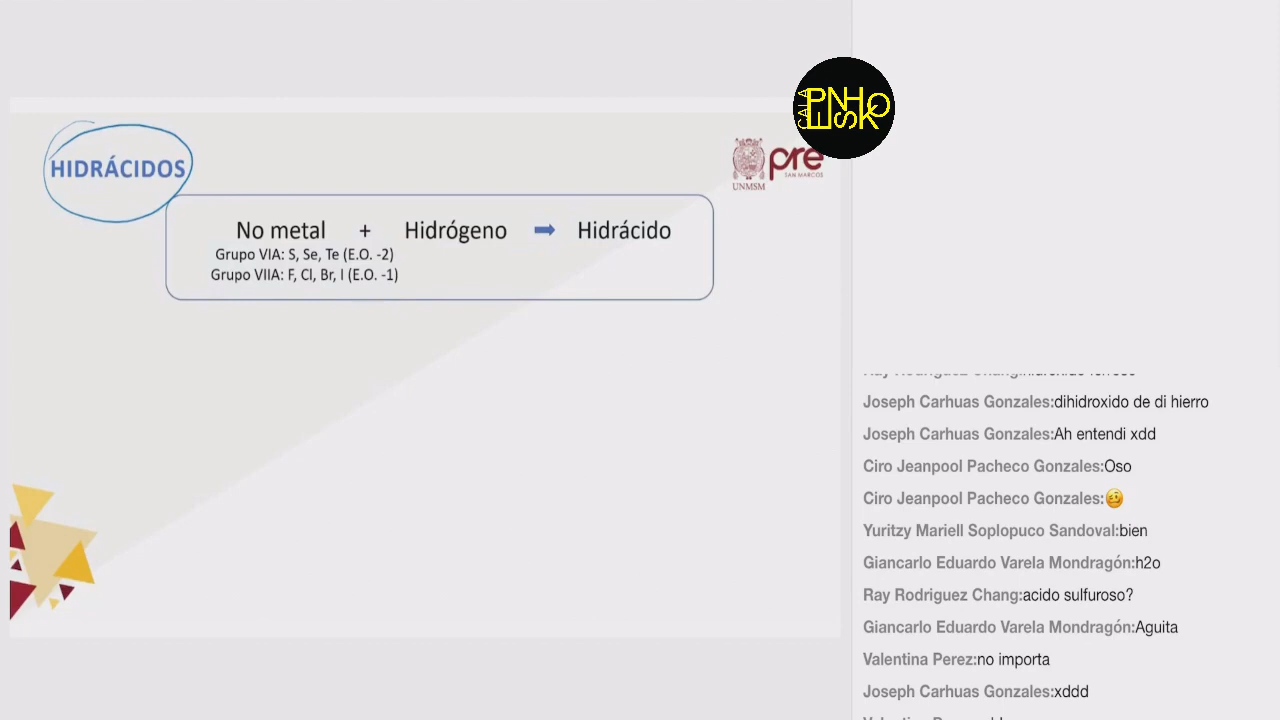 HIDRÁCIDOS
pre
SAN MARCOS
UNMSM
No metal + Hidrógeno ➡ Hidrácido
Grupo VIA: S, Se, Te (E.O. -2)
Grupo VIIA: F, Cl, Br, I (E.O. -1)
Joseph Carhuas Gonzales:dihidroxido de di hierro
Joseph Carhuas Gonzales:Ah entendi xdd
Ciro Jeanpool Pacheco Gonzales:Oso
Ciro Jeanpool Pacheco Gonzales:🥴
Yuritzy Mariell Soplopuco Sandoval:bien
Giancarlo Eduardo Varela Mondragón:h2o
Ray Rodriguez Chang:acido sulfuroso?
Giancarlo Eduardo Varela Mondragón:Aguita
Valentina Perez:no importa
Joseph Carhuas Gonzales:xddd